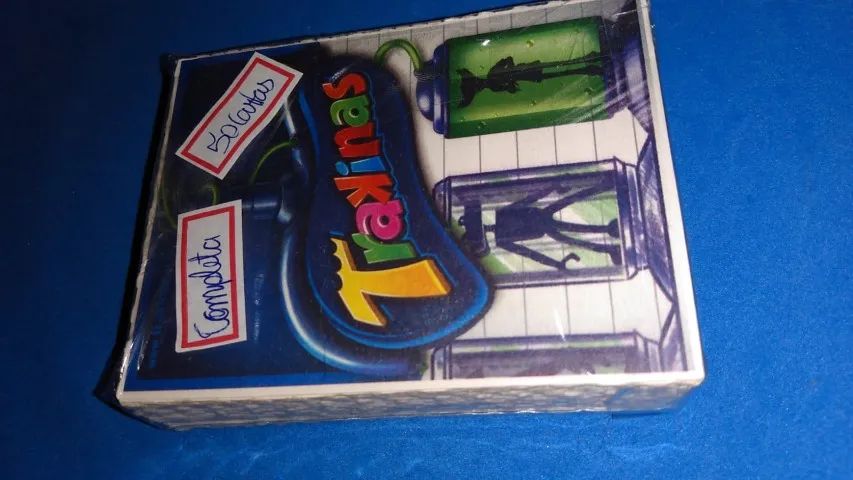 50 cartas
Completa
Trakinas